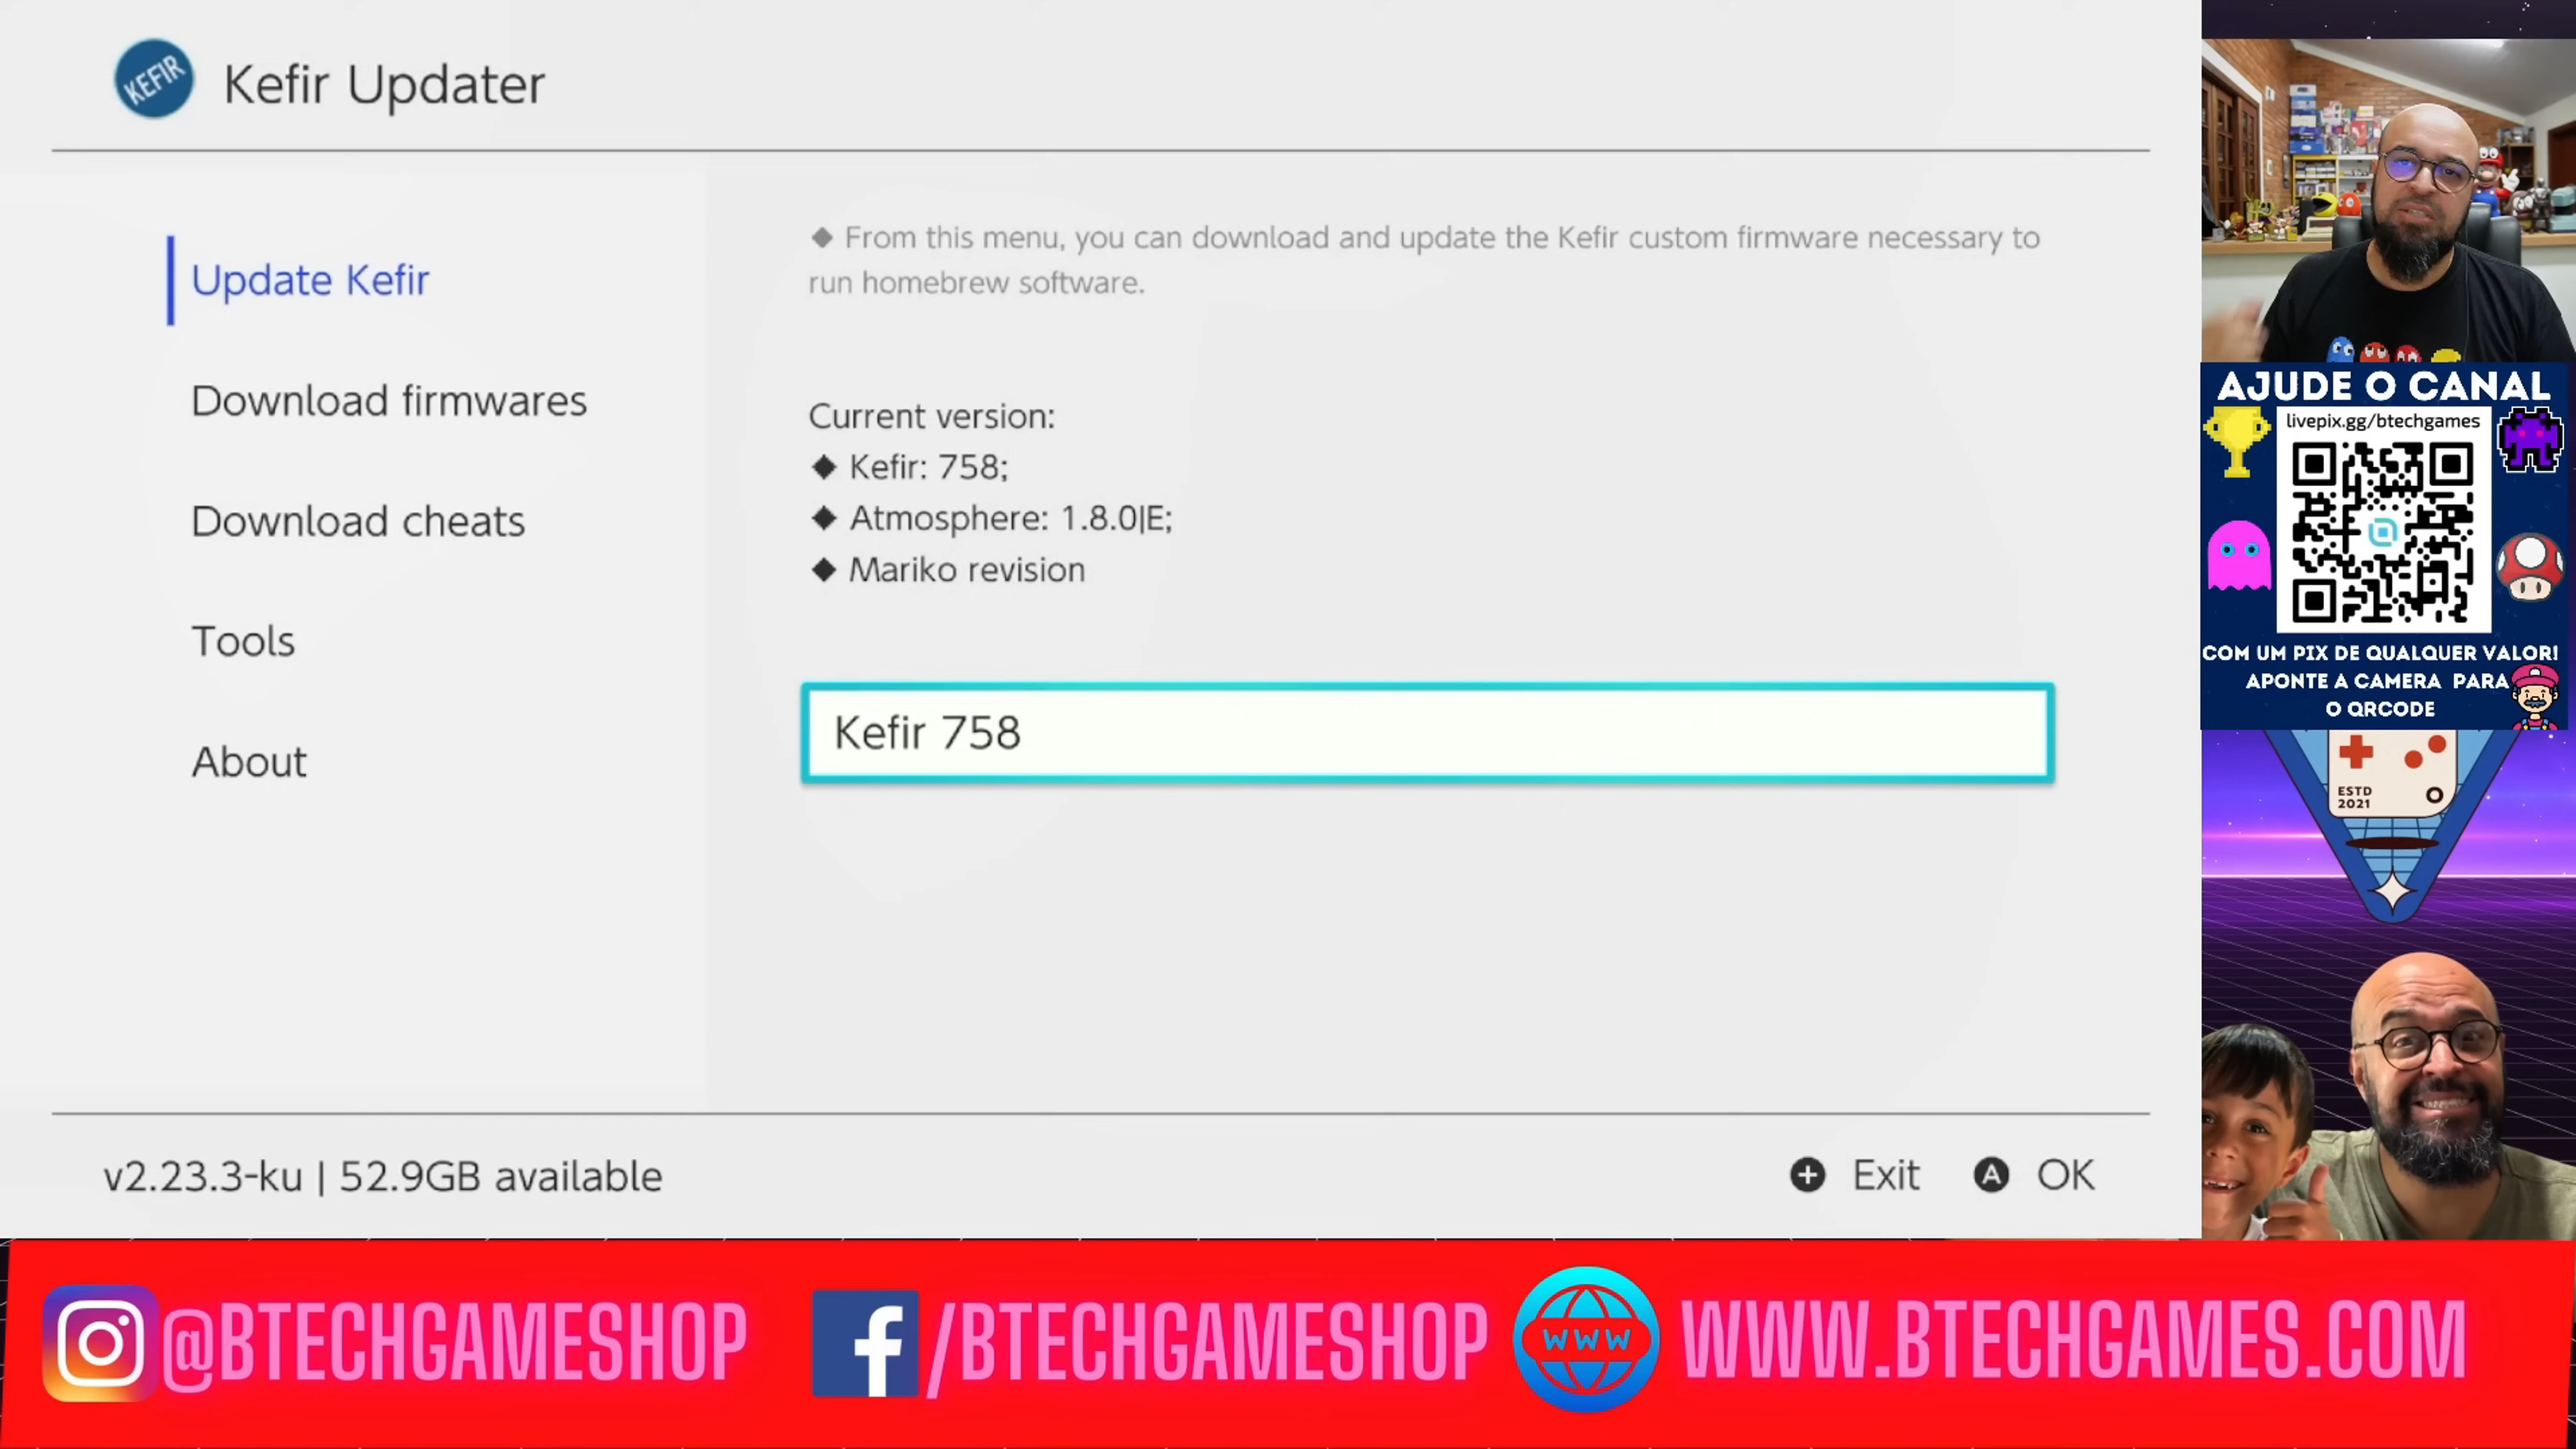 KEFIR Kefir Updater
Update Kefir
Download firmwares
Download cheats
Tools
About
◆ From this menu, you can download and update the Kefir custom firmware necessary to
run homebrew software.
Current version:
◆ Kefir: 758;
◆ Atmosphere: 1.8.0|E;
◆ Mariko revision
Kefir 758
v2.23.3-ku | 52.9GB available
+ Exit A OK
AJUDE O CANAL
livepix.gg/btechgames
COM UM PIX DE QUALQUER VALOR!
APONTE A CAMERA PARA
O QRCODE
ESTD
2021
@BTECHGAMESHOP /BTECHGAMESHOP WWW WWW.BTECHGAMES.COM